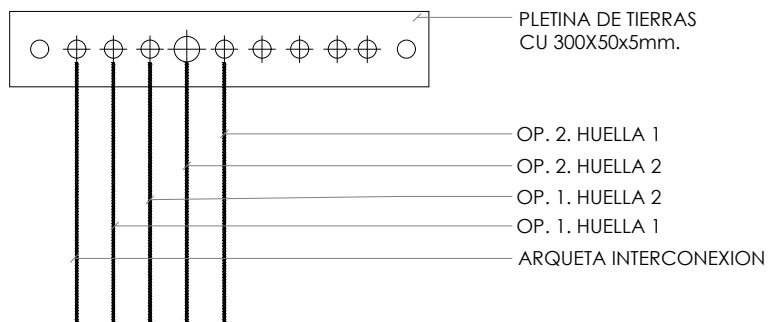 PLETINA DE TIERRAS
CU 300X50x5mm.
OP. 2. HUELLA 1
OP. 2. HUELLA 2
OP. 1. HUELLA 2
OP. 1. HUELLA 1
ARQUETA INTERCONEXION